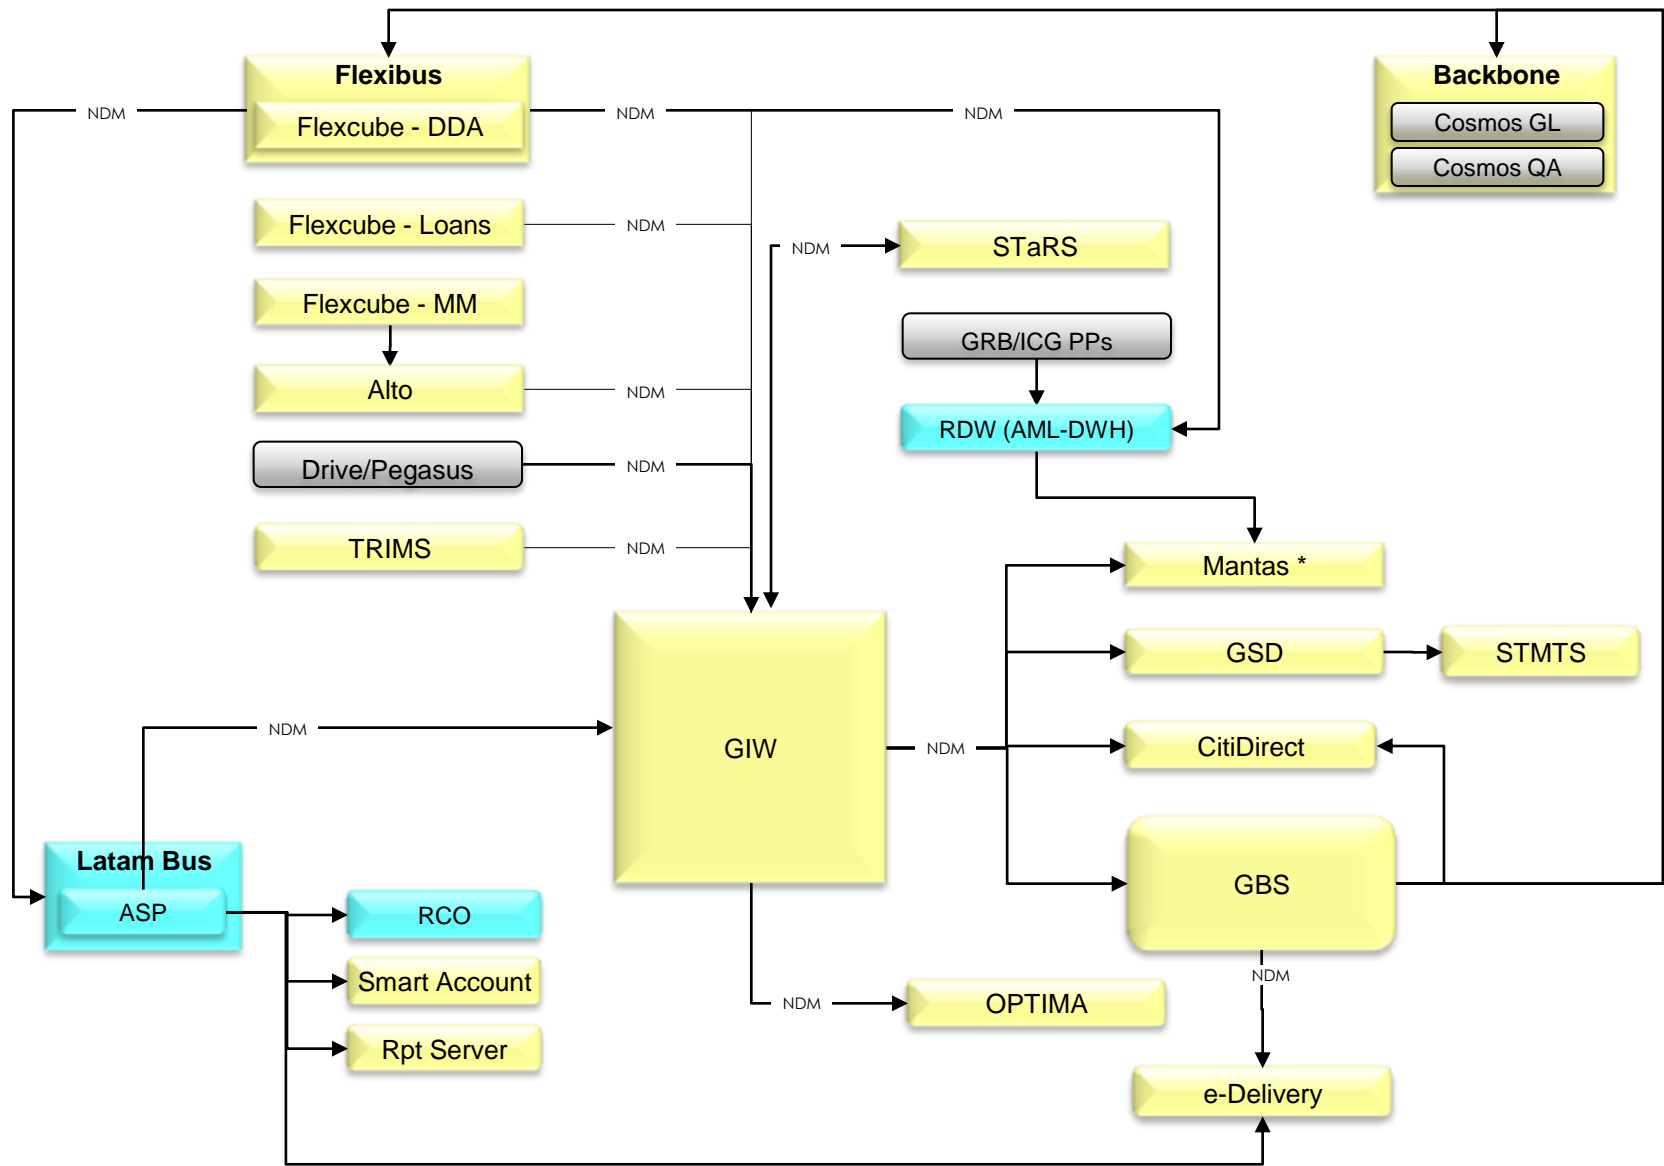 Flexibus
Backbone
NDM
Flexcube - DDA
NDM
NDM
Cosmos GL
Cosmos QA
Flexcube - Loans
NDM
NDM
STaRS
Flexcube - MM
GRB/ICG PPs
Alto
NDM
RDW (AML-DWH)
Drive/Pegasus
NDM
TRIMS
NDM
Mantas *
GSD
STMTS
NDM
GIW
NDM
CitiDirect
Latam Bus
ASP
RCO
GBS
Smart Account
NDM
NDM
OPTIMA
Rpt Server
e-Delivery